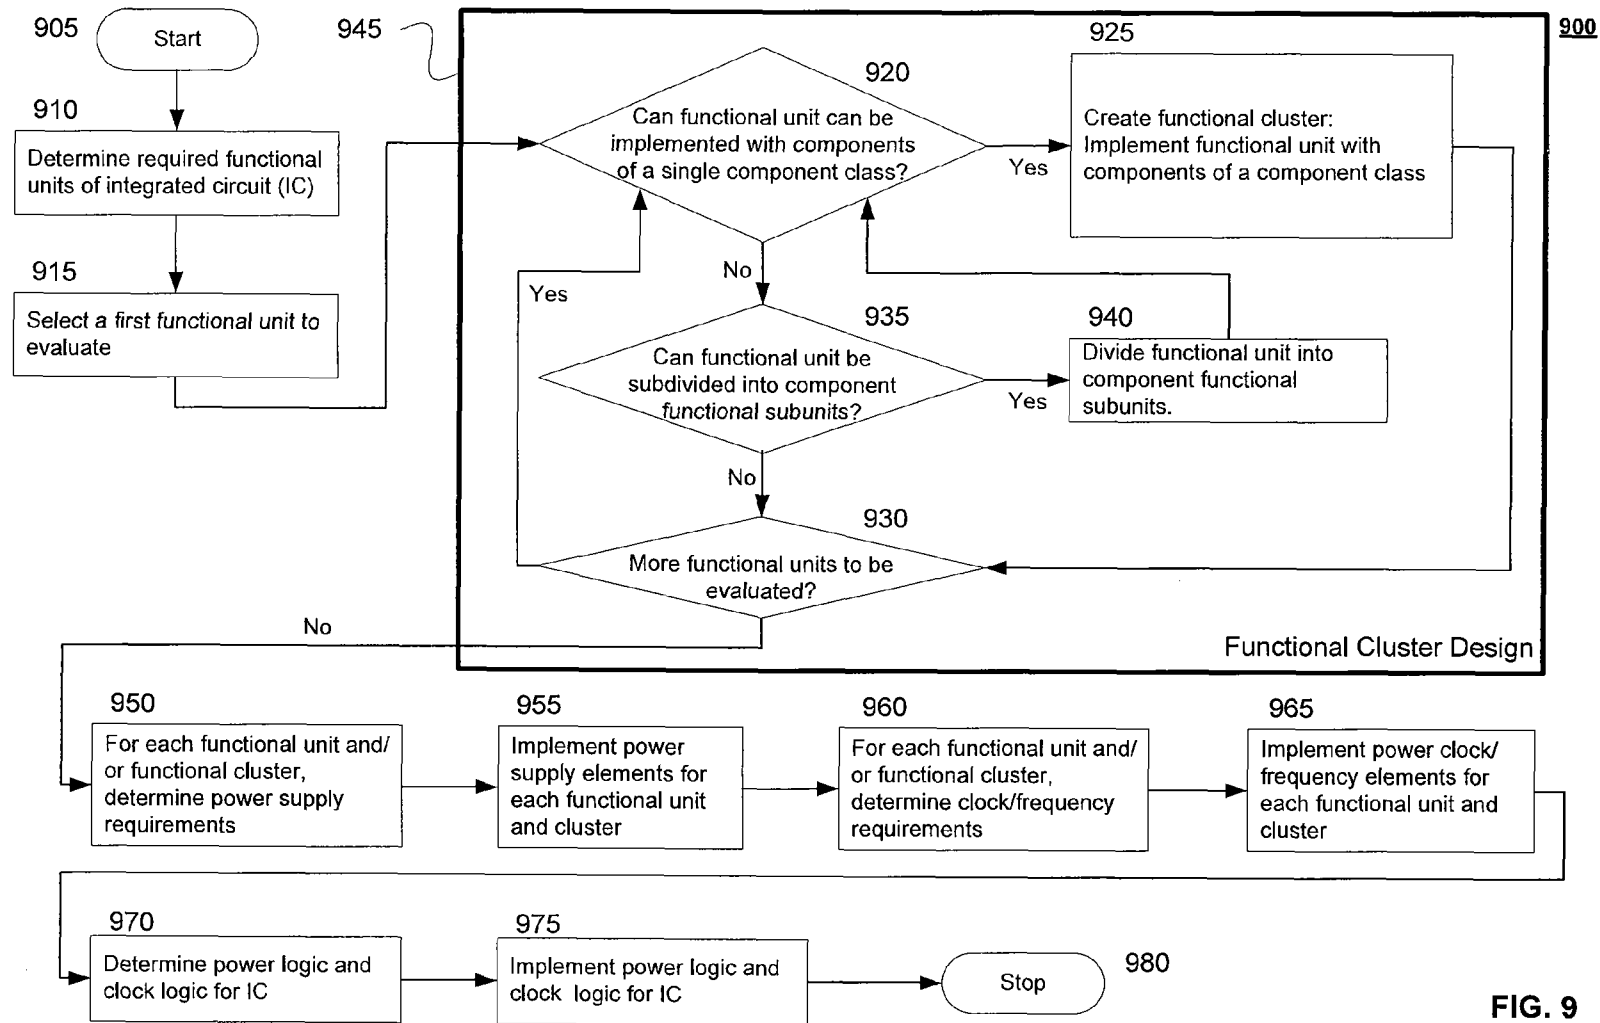 905
Start
945
925
900
920
910
Can functional unit can be
implemented with components
of a single component class?
Create functional cluster:
Implement functional unit with
components of a component class
Yes
Determine required functional
units of integrated circuit (IC)
915
No
Yes
Select a first functional unit to
evaluate
935
940
Can functional unit be
subdivided into component
functional subunits?
Divide functional unit into
component functional
subunits.
Yes
No
930
More functional units to be
evaluated?
No
Functional Cluster Design
950
For each functional unit and/
or functional cluster,
determine power supply
requirements
955
Implement power
supply elements for
each functional unit
and cluster
960
For each functional unit and/
or functional cluster,
determine clock/frequency
requirements
965
Implement power clock/
frequency elements for
each functional unit and
cluster
970
Determine power logic and
clock logic for IC
975
Implement power logic and
clock logic for IC
Stop
980
FIG. 9